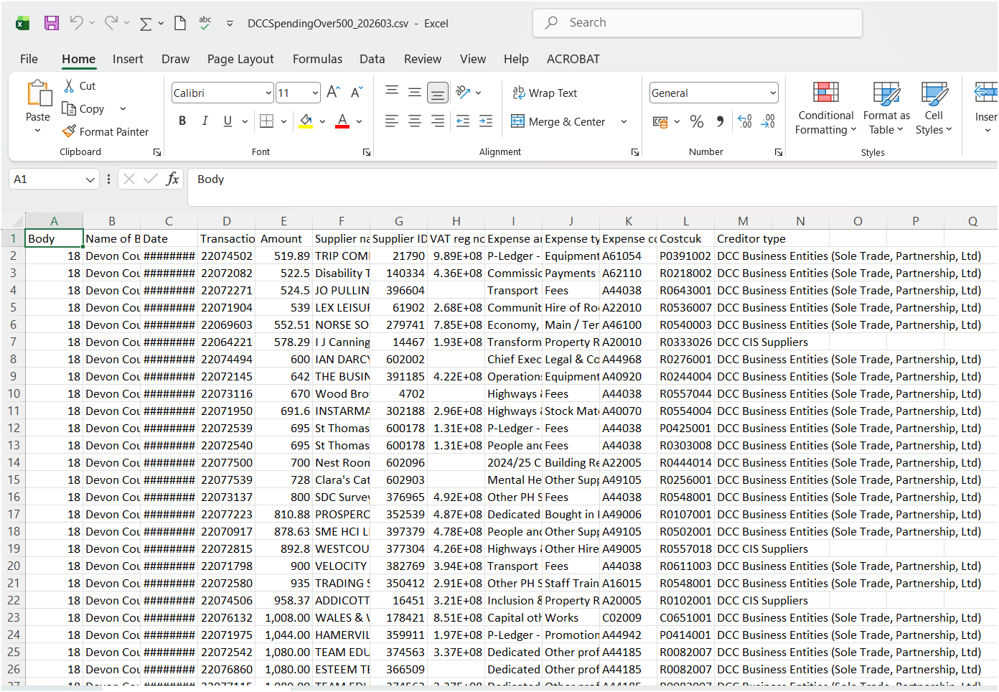 DCCSpendingOver500_202603.csv - Excel Search
File Home Insert Draw Page Layout Formulas Data Review View Help ACROBAT
Paste Cut Copy Format Painter Clipboard
Calibri 11 B I U A A A Font
ab Wrap Text Merge & Center Alignment
General % Number
Conditional Formatting Format as Table Cell Styles Styles
Inser
A1 fx Body
A B C D E F G H I J K L M N O P Q
1 Body Name of B Date Transactio Amount Supplier na Supplier ID VAT reg no Expense ar Expense ty Expense co Costcuk Creditor type
2 18 Devon Cou ######## 22074502 519.89 TRIP COM 21790 9.89E+08 P-Ledger - Equipment A61054 P0391002 DCC Business Entities (Sole Trade, Partnership, Ltd)
3 18 Devon Cou ######## 22072082 522.5 Disability T 140334 4.36E+08 Commissic Payments A62110 R0218002 DCC Business Entities (Sole Trade, Partnership, Ltd)
4 18 Devon Cou ######## 22072271 524.5 JO PULLIN 396604 Transport Fees A44038 R0643001 DCC Business Entities (Sole Trade, Partnership, Ltd)
5 18 Devon Cou ######## 22071904 539 LEX LEISUR 61902 2.68E+08 Communit Hire of Ro A22010 R0536007 DCC Business Entities (Sole Trade, Partnership, Ltd)
6 18 Devon Cou ######## 22069603 552.51 NORSE SO 279741 7.85E+08 Economy, Main / Ter A46100 R0540003 DCC Business Entities (Sole Trade, Partnership, Ltd)
7 18 Devon Cou ######## 22064221 578.29 I J Canning 14467 1.93E+08 Transform Property R A20010 R0333026 DCC CIS Suppliers
8 18 Devon Cou ######## 22074494 600 IAN DARCY 602002 Chief Exec Legal & Co A44968 R0276001 DCC Business Entities (Sole Trade, Partnership, Ltd)
9 18 Devon Cou ######## 22072145 642 THE BUSIN 391185 4.22E+08 Operation Equipment A40920 R0244004 DCC Business Entities (Sole Trade, Partnership, Ltd)
10 18 Devon Cou ######## 22073116 670 Wood Bro 4702 Highways & Fees A44038 R0557044 DCC Business Entities (Sole Trade, Partnership, Ltd)
11 18 Devon Cou ######## 22071950 691.6 INSTARMA 302188 2.96E+08 Highways & Stock Mat A40070 R0554004 DCC Business Entities (Sole Trade, Partnership, Ltd)
12 18 Devon Cou ######## 22072539 695 St Thomas 600178 1.31E+08 P-Ledger - Fees A44038 P0425001 DCC Business Entities (Sole Trade, Partnership, Ltd)
13 18 Devon Cou ######## 22072540 695 St Thomas 600178 1.31E+08 People and Fees A44038 R0303008 DCC Business Entities (Sole Trade, Partnership, Ltd)
14 18 Devon Cou ######## 22077500 700 Nest Room 602096 2024/25 C Building Re A22005 R0444014 DCC Business Entities (Sole Trade, Partnership, Ltd)
15 18 Devon Cou ######## 22077539 728 Clara's Cat 602903 Mental He Other Supp A49105 R0256001 DCC Business Entities (Sole Trade, Partnership, Ltd)
16 18 Devon Cou ######## 22073137 800 SDC Survey 376965 4.92E+08 Other PH S Fees A44038 R0548001 DCC Business Entities (Sole Trade, Partnership, Ltd)
17 18 Devon Cou ######## 22077223 810.88 PROSPERO 352539 4.87E+08 Dedicated Bought in A49006 R0107001 DCC Business Entities (Sole Trade, Partnership, Ltd)
18 18 Devon Cou ######## 22070917 878.63 SME HCI LI 397379 4.78E+08 People and Other Supp A49105 R0502001 DCC Business Entities (Sole Trade, Partnership, Ltd)
19 18 Devon Cou ######## 22072815 892.8 WESTCOU 377304 4.26E+08 Highways & Other Hire A49005 R0557018 DCC CIS Suppliers
20 18 Devon Cou ######## 22071798 900 VELOCITY 382769 3.94E+08 Transport Fees A44038 R0611003 DCC Business Entities (Sole Trade, Partnership, Ltd)
21 18 Devon Cou ######## 22072580 935 TRADING S 350412 2.91E+08 Other PH S Staff Train A16015 R0548001 DCC Business Entities (Sole Trade, Partnership, Ltd)
22 18 Devon Cou ######## 22074506 958.37 ADDICOTT 16451 3.21E+08 Inclusion & Property R A20005 R0102001 DCC CIS Suppliers
23 18 Devon Cou ######## 22076132 1,008.00 WALES & W 178421 8.51E+08 Capital oth Works C02009 C0651001 DCC Business Entities (Sole Trade, Partnership, Ltd)
24 18 Devon Cou ######## 22071975 1,044.00 HAMERVIL 359911 1.97E+08 P-Ledger - Promotion A44942 P0414001 DCC Business Entities (Sole Trade, Partnership, Ltd)
25 18 Devon Cou ######## 22072542 1,080.00 TEAM EDU 374563 3.37E+08 Dedicated Other prof A44185 R0082007 DCC Business Entities (Sole Trade, Partnership, Ltd)
26 18 Devon Cou ######## 22076860 1,080.00 ESTEEM TE 366509 Dedicated Other prof A44185 R0082007 DCC Business Entities (Sole Trade, Partnership, Ltd)